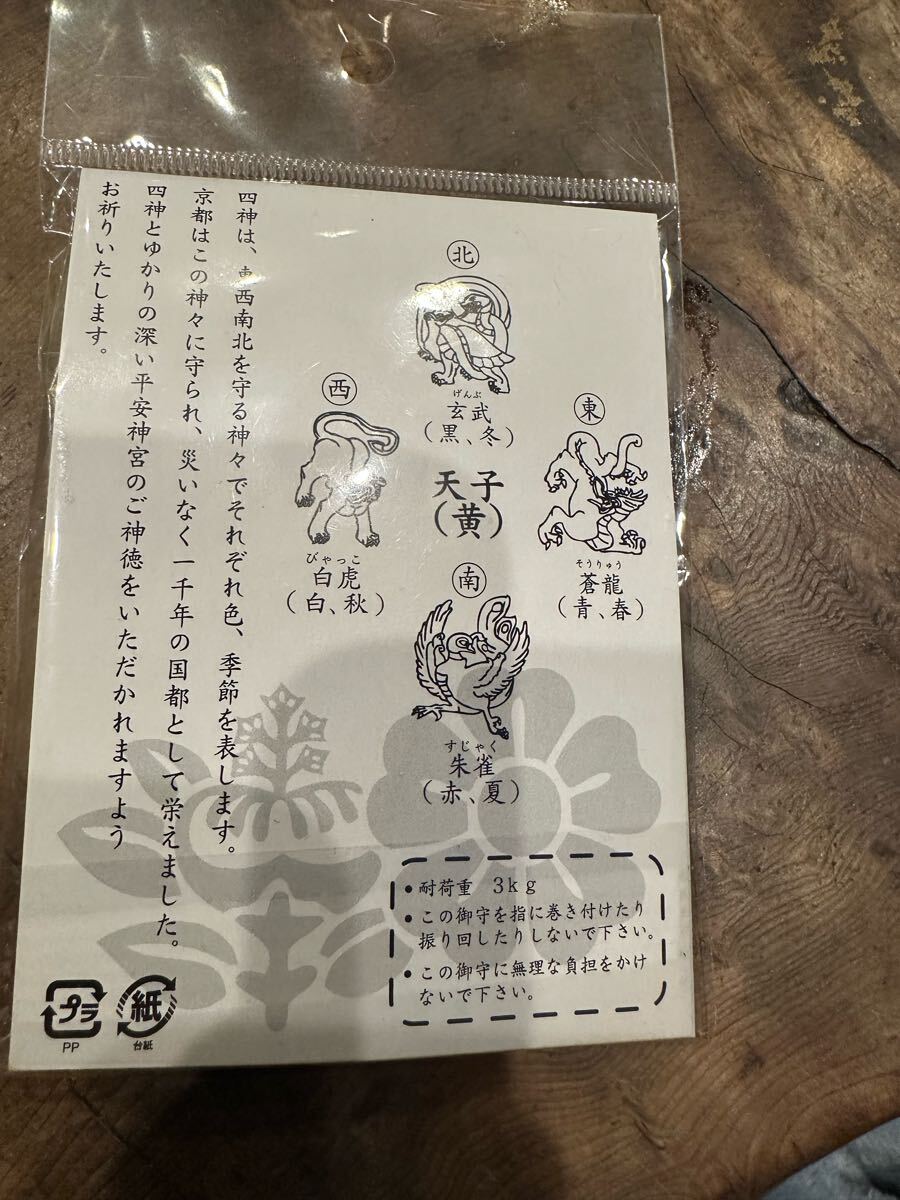 四神は、東西南北を守る神々でそれぞれ色、季節を表します。
京都はこの神々に守られ、災いなく一千年の国都として栄えました。
四神とゆかりの深い平安神宮のご神徳をいただかれますよう
お祈りいたします。
北
げんぶ
玄武
(黒、冬)
西
びゃっこ
白虎
(白、秋)
天子
(黄)
東
そうりゅう
蒼龍
(青、春)
南
すじゃく
朱雀
(赤、夏)
●耐荷重 3kg
●この御守を指に巻き付けたり
振り回したりしないで下さい。
●この御守に無理な負担をかけ
ないで下さい。
プラ
PP
紙
台紙